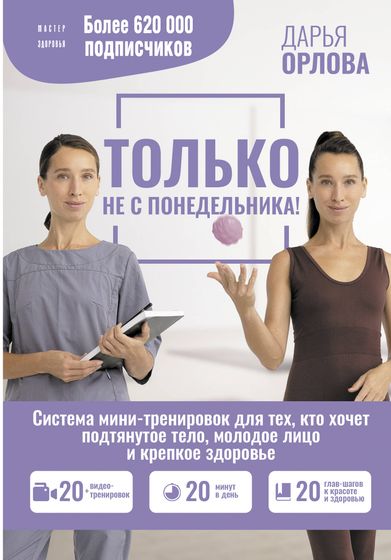 МАСТЕР
ЗДОРОВЬЯ
Более 620 000
подписчиков
ДАРЬЯ
ОРЛОВА
ТОЛЬКО
НЕ С ПОНЕДЕЛЬНИКА!
Система мини-тренировок для тех, кто хочет
подтянутое тело, молодое лицо
и крепкое здоровье
20+ видео-
тренировок
20 минут
в день
20 глав-шагов
к красоте
и здоровью